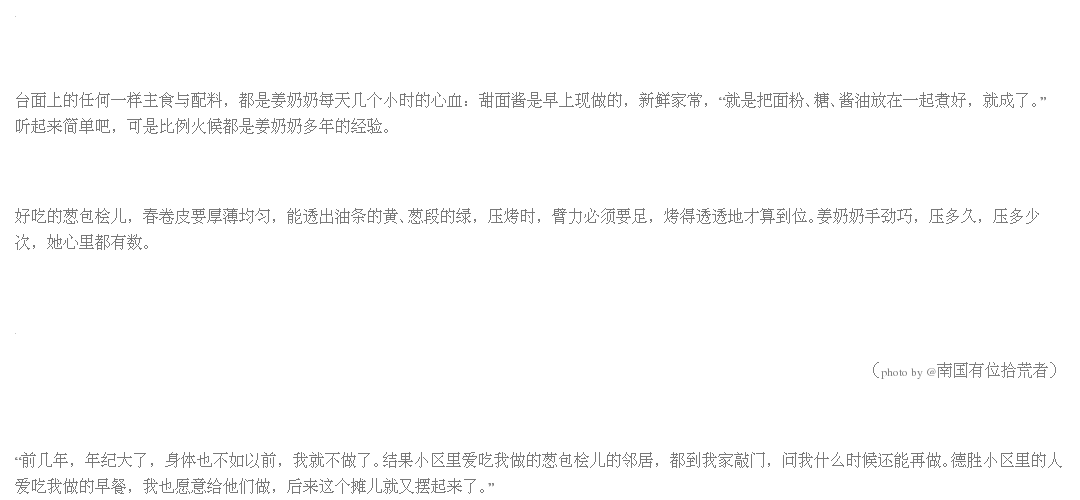 台面上的任何一样主食与配料，都是姜奶奶每天几个小时的心血：甜面酱是早上现做的，新鲜家常，“就是把面粉、糖、酱油放在一起煮好，就成了。”
听起来简单吧，可是比例火候都是姜奶奶多年的经验。
好吃的葱包桧儿，春卷皮要厚薄均匀，能透出油条的黄、葱段的绿，压烤时，臂力必须要足，烤得透透地才算到位。姜奶奶手劲巧，压多久，压多少
次，她心里都有数。
（photo by @南国有位拾荒者）
“前几年，年纪大了，身体也不如以前，我就不做了。结果小区里爱吃我做的葱包桧儿的邻居，都到我家敲门，问我什么时候还能再做。德胜小区里的人
爱吃我做的早餐，我也愿意给他们做，后来这个摊儿就又摆起来了。”